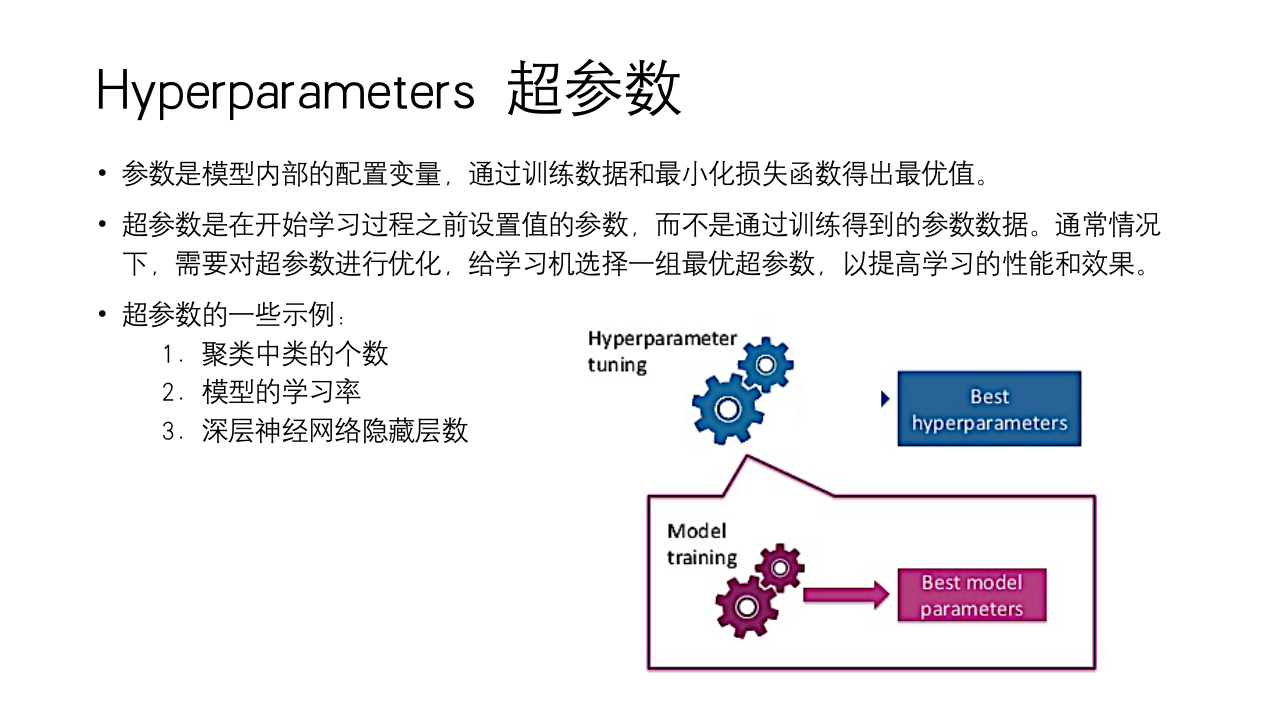 Hyperparameters 超参数
• 参数是模型内部的配置变量，通过训练数据和最小化损失函数得出最优值。
• 超参数是在开始学习过程之前设置值的参数，而不是通过训练得到的参数数据。通常情况
下，需要对超参数进行优化，给学习机选择一组最优超参数，以提高学习的性能和效果。
• 超参数的一些示例：
1. 聚类中类的个数
2. 模型的学习率
3. 深层神经网络隐藏层数
Hyperparameter
tuning
Best
hyperparameters
Model
training
Best model
parameters